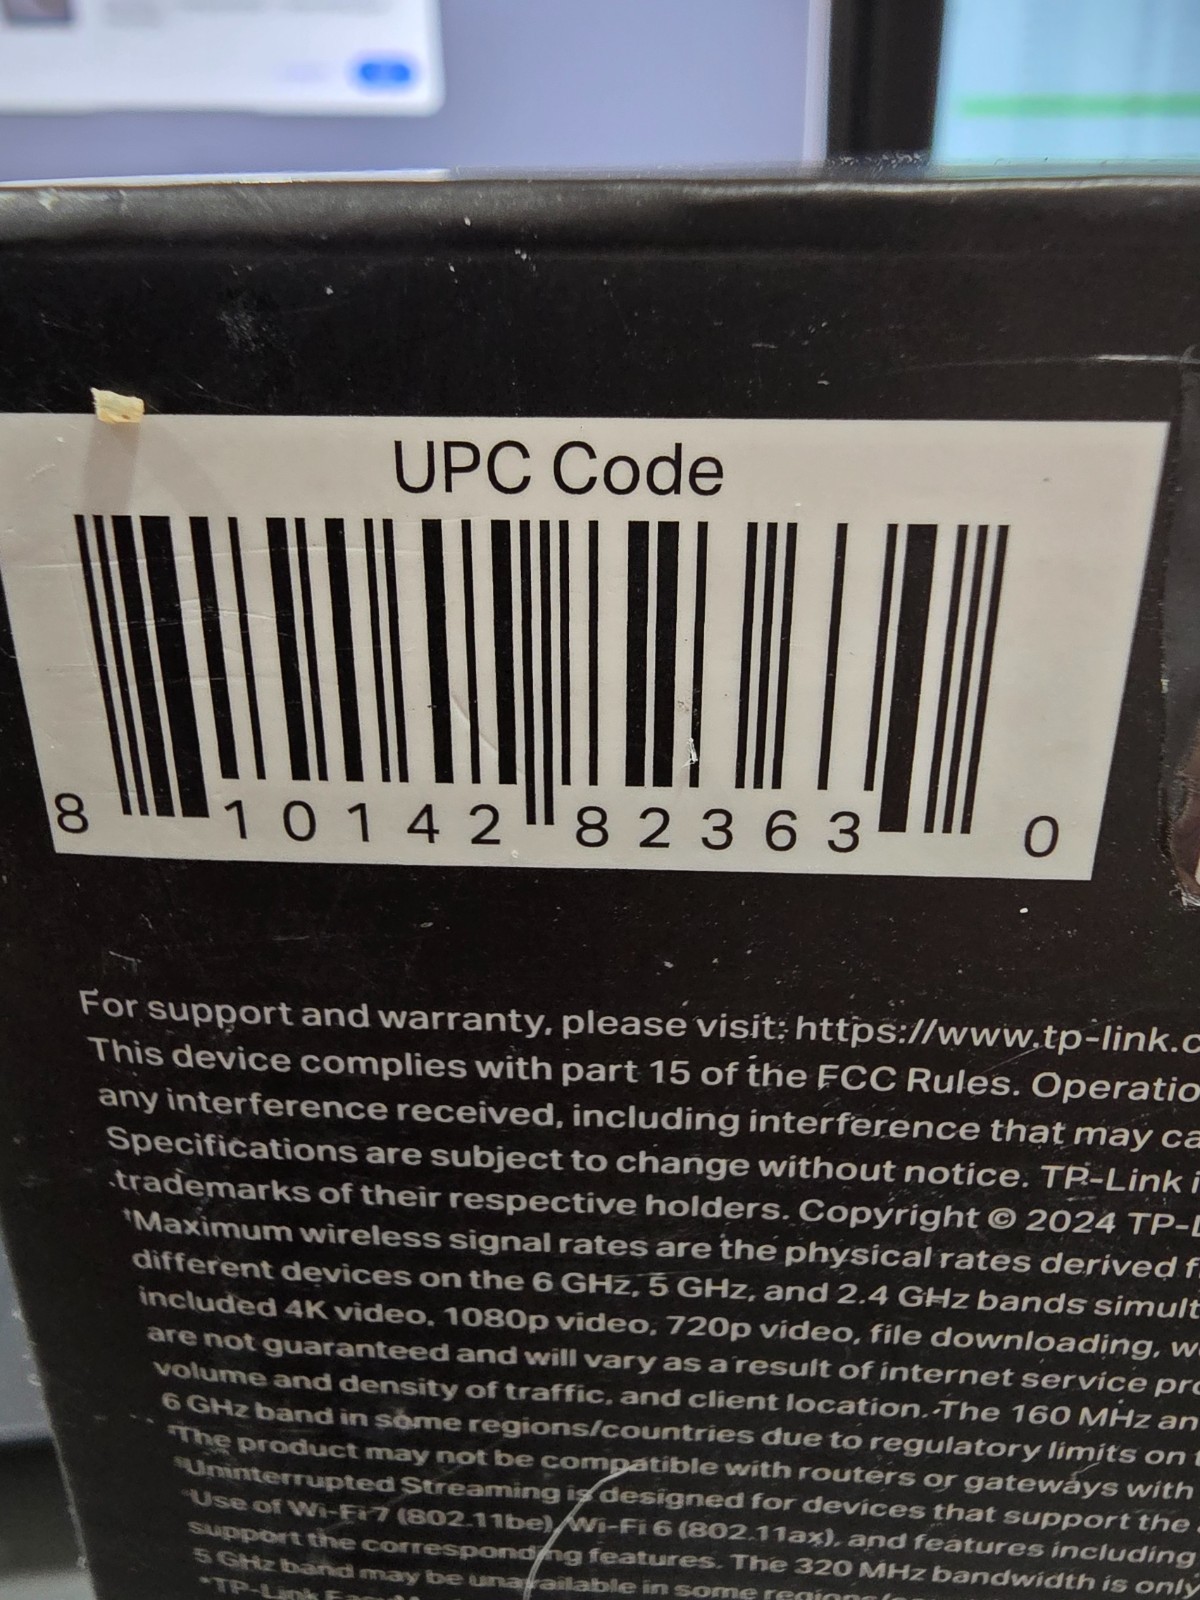 UPC Code
8 10142 82363 0
For support and warranty, please visit: https://www.tp-link.c
This device complies with part 15 of the FCC Rules. Operatio
any interference received, including interference that may ca
Specifications are subject to change without notice. TP-Link i
trademarks of their respective holders. Copyright © 2024 TP-L
†Maximum wireless signal rates are the physical rates derived f
different devices on the 6 GHz, 5 GHz, and 2.4 GHz bands simult
included 4K video, 1080p video, 720p video, file downloading, w
are not guaranteed and will vary as a result of internet service pro
volume and density of traffic, and client location. The 160 MHz an
6 GHz band in some regions/countries due to regulatory limits on
The product may not be compatible with routers or gateways with
Uninterrupted Streaming is designed for devices that support the
Use of Wi-Fi 7 (802.11be), Wi-Fi 6 (802.11ax), and features including
support the corresponding features. The 320 MHz bandwidth is only
5 GHz band may be unavailable in some
TP-Link